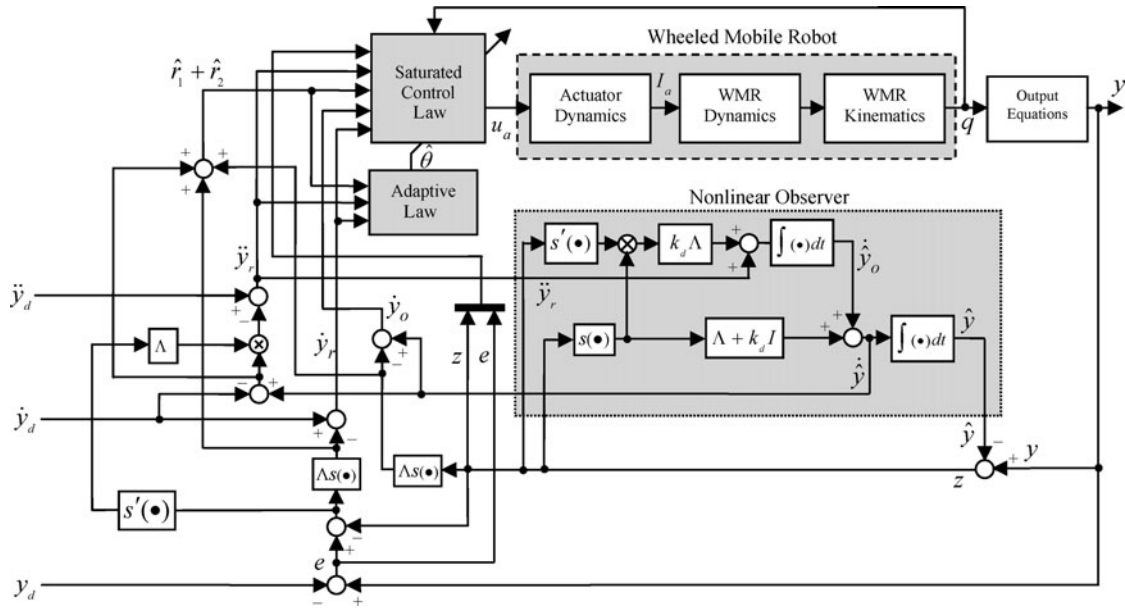 Wheeled Mobile Robot
r̂₁ + r̂₂
Saturated
Control
Law
u_a
Actuator
Dynamics
I_a
WMR
Dynamics
WMR
Kinematics
q
Output
Equations
y
θ̂
Adaptive
Law
+
+
+
Nonlinear Observer
s′(•)
k_d Λ
+
+
∫(•)dt
ẏ̂_o
ÿ_r
ÿ_r
ÿ_d
+
−
Λ
ẏ_r
ẏ_o
−
+
z
e
s(•)
Λ + k_d I
+
+
∫(•)dt
ŷ
ẏ̂
−
+
ẏ_d
+
−
Λs(•)
Λs(•)
ŷ
−
+
y
z
s′(•)
−
+
e
y_d
−
+